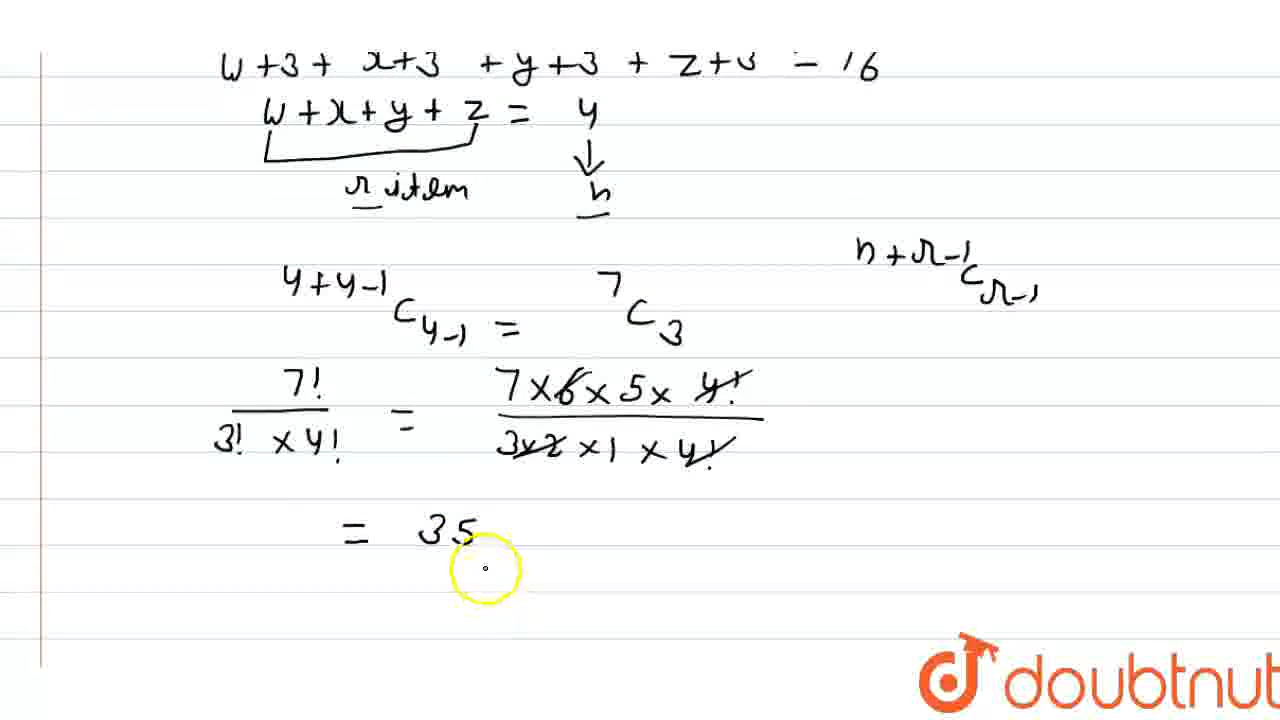 w + 3 + x + 3 + y + 3 + z + 3 = 16
w + x + y + z = 4
r item n
n + r - 1 C r - 1
4 + 4 - 1 C 4 - 1 = 7 C 3
7! / 3! × 4! = 7 × 6 × 5 × 4! / 3 × 2 × 1 × 4!
= 35
doubtnut